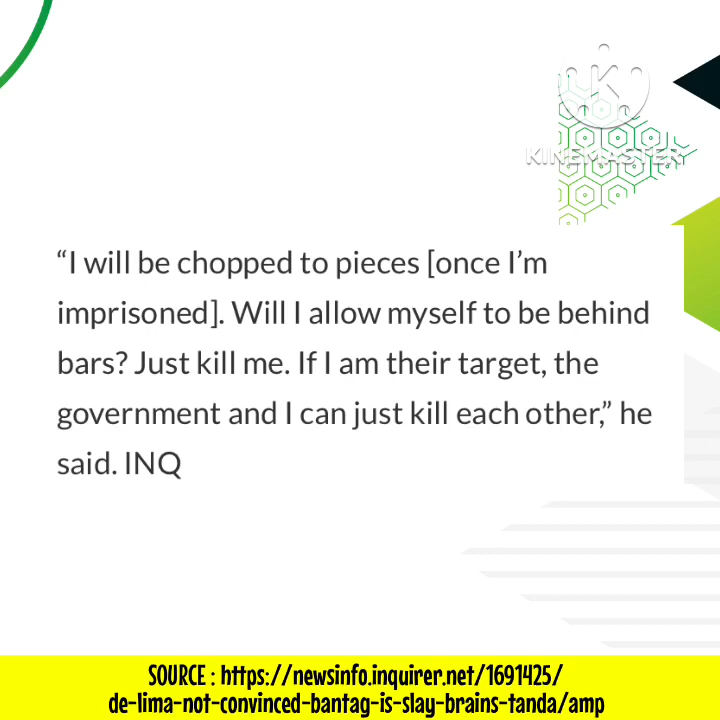 KINEMASTER
“I will be chopped to pieces [once I’m
imprisoned]. Will I allow myself to be behind
bars? Just kill me. If I am their target, the
government and I can just kill each other,” he
said. INQ
SOURCE : https://newsinfo.inquirer.net/1691425/
de-lima-not-convinced-bantag-is-slay-brains-tanda/amp